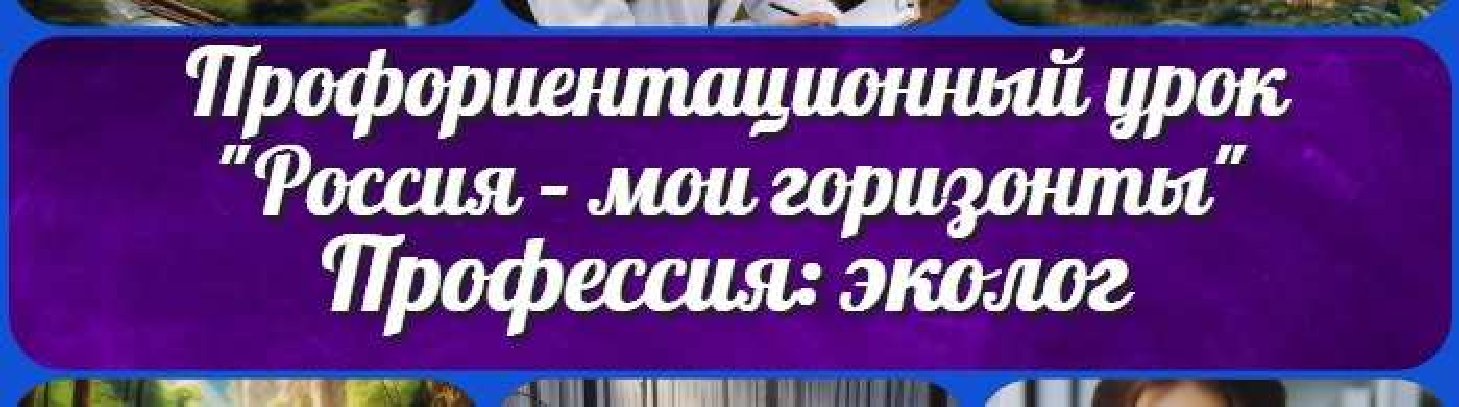 Профориентационный урок
"Россия - мои горизонты"
Профессия: эколог